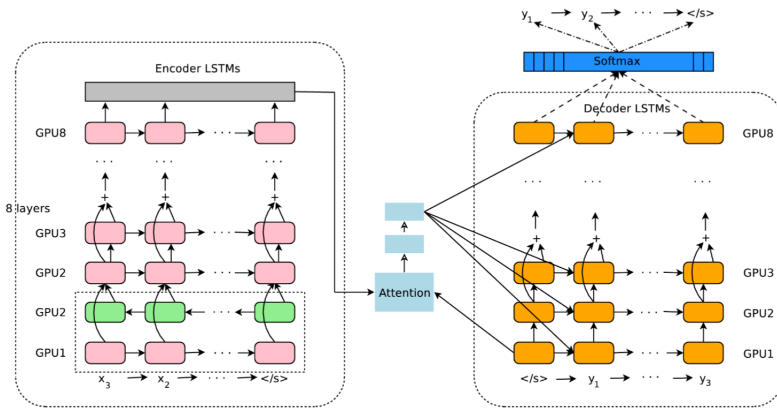 y1 y2 . . . </s>
Softmax
Encoder LSTMs
Decoder LSTMs
GPU8 . . . . . . GPU8
. . . . . . . . . . . .
+ 
8 layers
+ + +
GPU3 . . . . . . GPU3
GPU2 . . .
Attention
GPU2 . . . . . . GPU2
GPU1 . . . . . . GPU1
x3 x2 . . . </s>
</s> y1 . . . y3